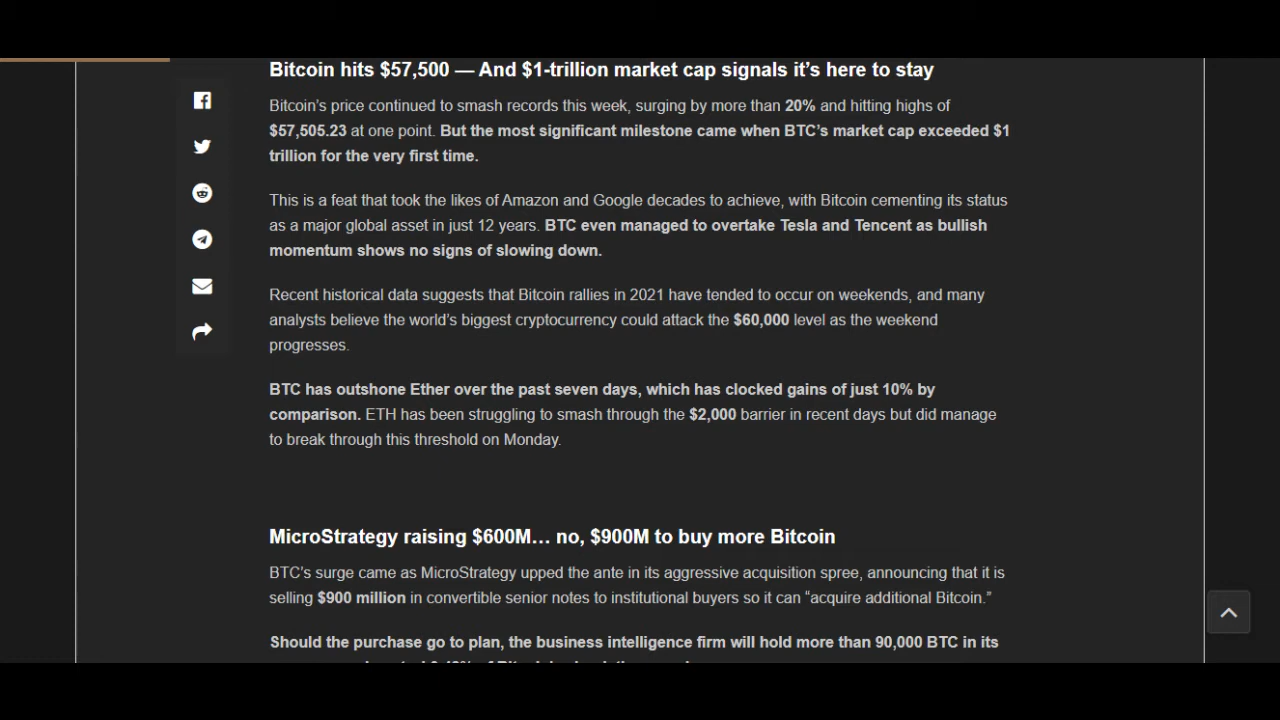 Bitcoin hits $57,500 — And $1-trillion market cap signals it’s here to stay
Bitcoin’s price continued to smash records this week, surging by more than 20% and hitting highs of
$57,505.23 at one point. But the most significant milestone came when BTC’s market cap exceeded $1
trillion for the very first time.
This is a feat that took the likes of Amazon and Google decades to achieve, with Bitcoin cementing its status
as a major global asset in just 12 years. BTC even managed to overtake Tesla and Tencent as bullish
momentum shows no signs of slowing down.
Recent historical data suggests that Bitcoin rallies in 2021 have tended to occur on weekends, and many
analysts believe the world’s biggest cryptocurrency could attack the $60,000 level as the weekend
progresses.
BTC has outshone Ether over the past seven days, which has clocked gains of just 10% by
comparison. ETH has been struggling to smash through the $2,000 barrier in recent days but did manage
to break through this threshold on Monday.
MicroStrategy raising $600M… no, $900M to buy more Bitcoin
BTC’s surge came as MicroStrategy upped the ante in its aggressive acquisition spree, announcing that it is
selling $900 million in convertible senior notes to institutional buyers so it can “acquire additional Bitcoin.”
Should the purchase go to plan, the business intelligence firm will hold more than 90,000 BTC in its